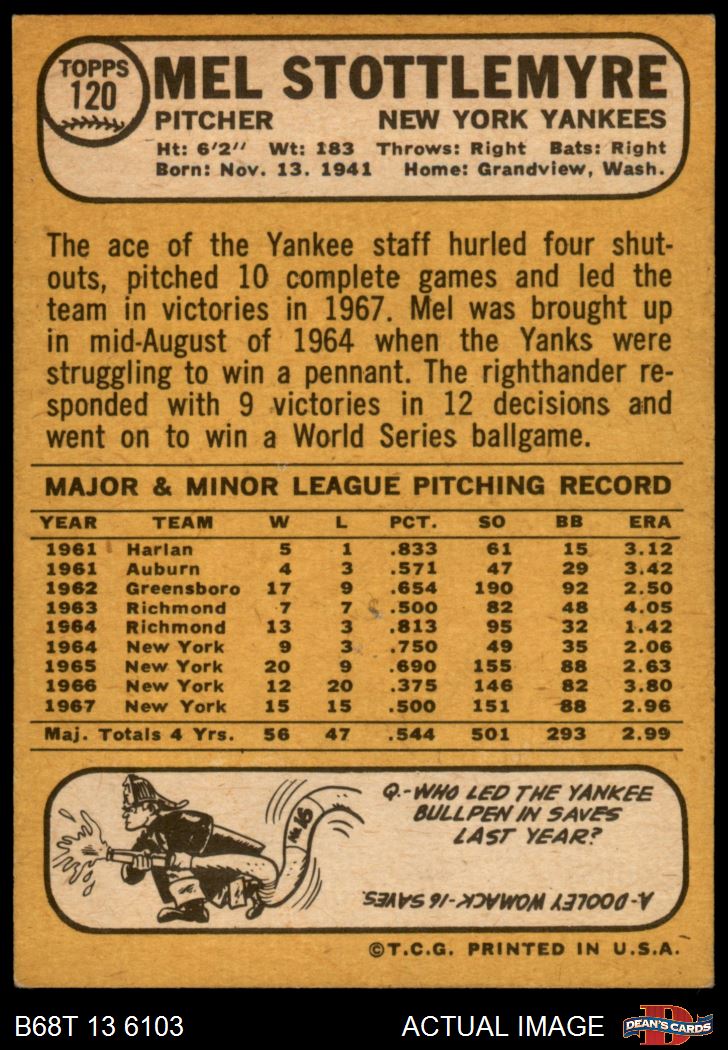 TOPPS
120
MEL STOTTLEMYRE
PITCHER NEW YORK YANKEES
Ht: 6'2" Wt: 183 Throws: Right Bats: Right
Born: Nov. 13. 1941 Home: Grandview, Wash.
The ace of the Yankee staff hurled four shut-
outs, pitched 10 complete games and led the
team in victories in 1967. Mel was brought up
in mid-August of 1964 when the Yanks were
struggling to win a pennant. The righthander re-
sponded with 9 victories in 12 decisions and
went on to win a World Series ballgame.
MAJOR & MINOR LEAGUE PITCHING RECORD
YEAR TEAM W L PCT. SO BB ERA
1961 Harlan 5 1 .833 61 15 3.12
1961 Auburn 4 3 .571 47 29 3.42
1962 Greensboro 17 9 .654 190 92 2.50
1963 Richmond 7 7 .500 82 48 4.05
1964 Richmond 13 3 .813 95 32 1.42
1964 New York 9 3 .750 49 35 2.06
1965 New York 20 9 .690 155 88 2.63
1966 New York 12 20 .375 146 82 3.80
1967 New York 15 15 .500 151 88 2.96
Maj. Totals 4 Yrs. 56 47 .544 501 293 2.99
No. 16
Q.-WHO LED THE YANKEE
BULLPEN IN SAVES
LAST YEAR?
A-DOOLEY WOMACK-16 SAVES.
©T.C.G. PRINTED IN U.S.A.
B68T 13 6103 ACTUAL IMAGE
DEAN'S CARDS